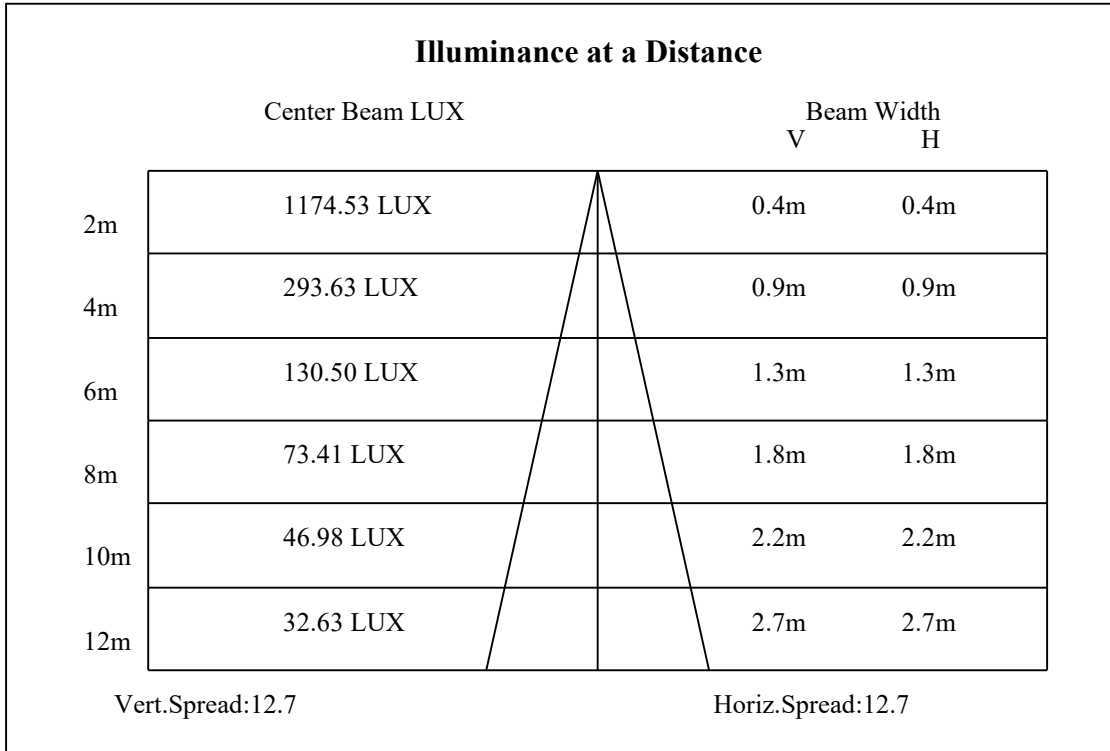 Illuminance at a Distance
Center Beam LUX Beam Width
V H
2m 1174.53 LUX 0.4m 0.4m
4m 293.63 LUX 0.9m 0.9m
6m 130.50 LUX 1.3m 1.3m
8m 73.41 LUX 1.8m 1.8m
10m 46.98 LUX 2.2m 2.2m
12m 32.63 LUX 2.7m 2.7m
Vert.Spread:12.7 Horiz.Spread:12.7